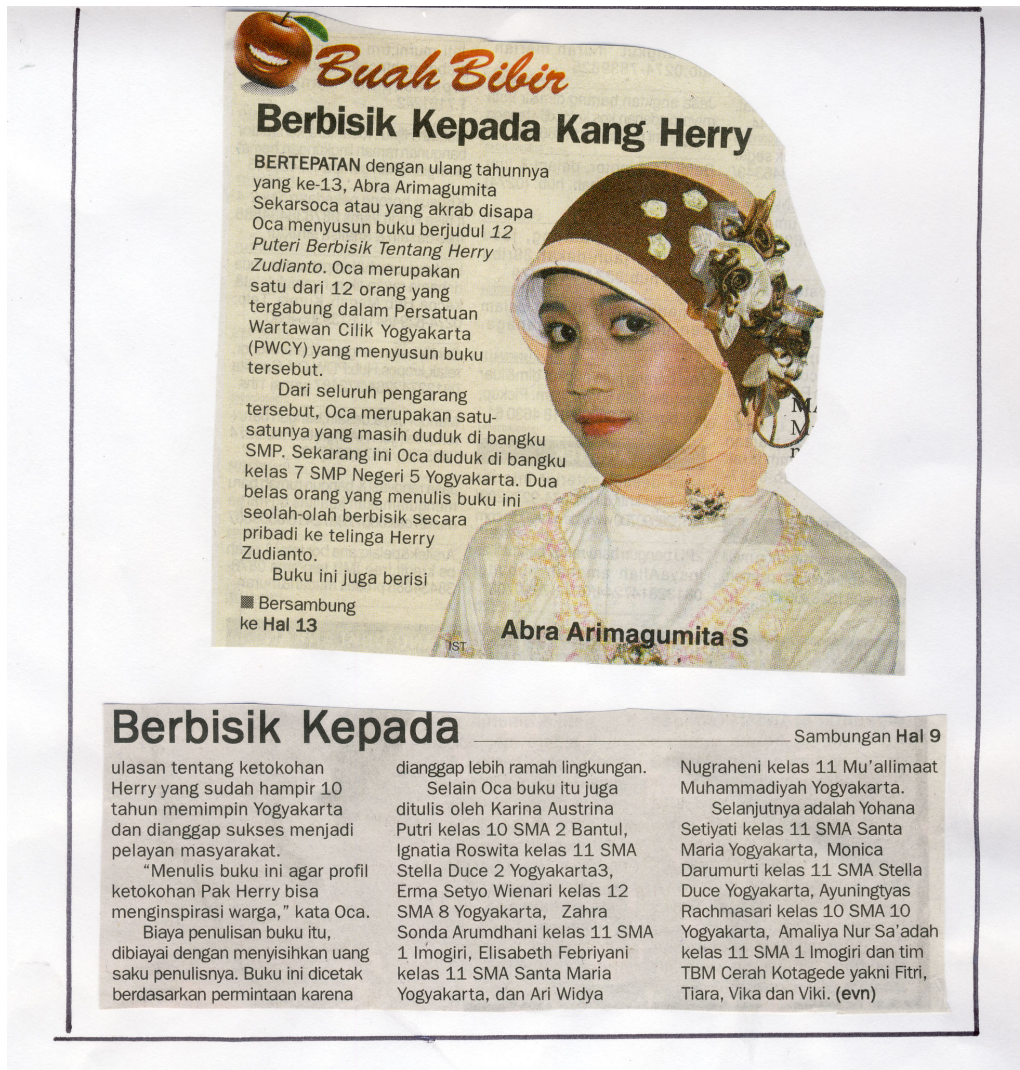 Buah Bibir
Berbisik Kepada Kang Herry
BERTEPATAN dengan ulang tahunnya
yang ke-13, Abra Arimagumita
Sekarsoca atau yang akrab disapa
Oca menyusun buku berjudul 12
Puteri Berbisik Tentang Herry
Zudianto. Oca merupakan
satu dari 12 orang yang
tergabung dalam Persatuan
Wartawan Cilik Yogyakarta
(PWCY) yang menyusun buku
tersebut.
Dari seluruh pengarang
tersebut, Oca merupakan satu-
satunya yang masih duduk di bangku
SMP. Sekarang ini Oca duduk di bangku
kelas 7 SMP Negeri 5 Yogyakarta. Dua
belas orang yang menulis buku ini
seolah-olah berbisik secara
pribadi ke telinga Herry
Zudianto.
Buku ini juga berisi
Bersambung
ke Hal 13
IST
Abra Arimagumita S
Berbisik Kepada
Sambungan Hal 9
ulasan tentang ketokohan
Herry yang sudah hampir 10
tahun memimpin Yogyakarta
dan dianggap sukses menjadi
pelayan masyarakat.
“Menulis buku ini agar profil
ketokohan Pak Herry bisa
menginspirasi warga,” kata Oca.
Biaya penulisan buku itu,
dibiayai dengan menyisihkan uang
saku penulisnya. Buku ini dicetak
berdasarkan permintaan karena
dianggap lebih ramah lingkungan.
Selain Oca buku itu juga
ditulis oleh Karina Austrina
Putri kelas 10 SMA 2 Bantul,
Ignatia Roswita kelas 11 SMA
Stella Duce 2 Yogyakarta3,
Erma Setyo Wienari kelas 12
SMA 8 Yogyakarta, Zahra
Sonda Arumdhani kelas 11 SMA
1 Imogiri, Elisabeth Febriyani
kelas 11 SMA Santa Maria
Yogyakarta, dan Ari Widya
Nugraheni kelas 11 Mu’allimaat
Muhammadiyah Yogyakarta.
Selanjutnya adalah Yohana
Setiyati kelas 11 SMA Santa
Maria Yogyakarta, Monica
Darumurti kelas 11 SMA Stella
Duce Yogyakarta, Ayuningtyas
Rachmasari kelas 10 SMA 10
Yogyakarta, Amaliya Nur Sa’adah
kelas 11 SMA 1 Imogiri dan tim
TBM Cerah Kotagede yakni Fitri,
Tiara, Vika dan Viki. (evn)